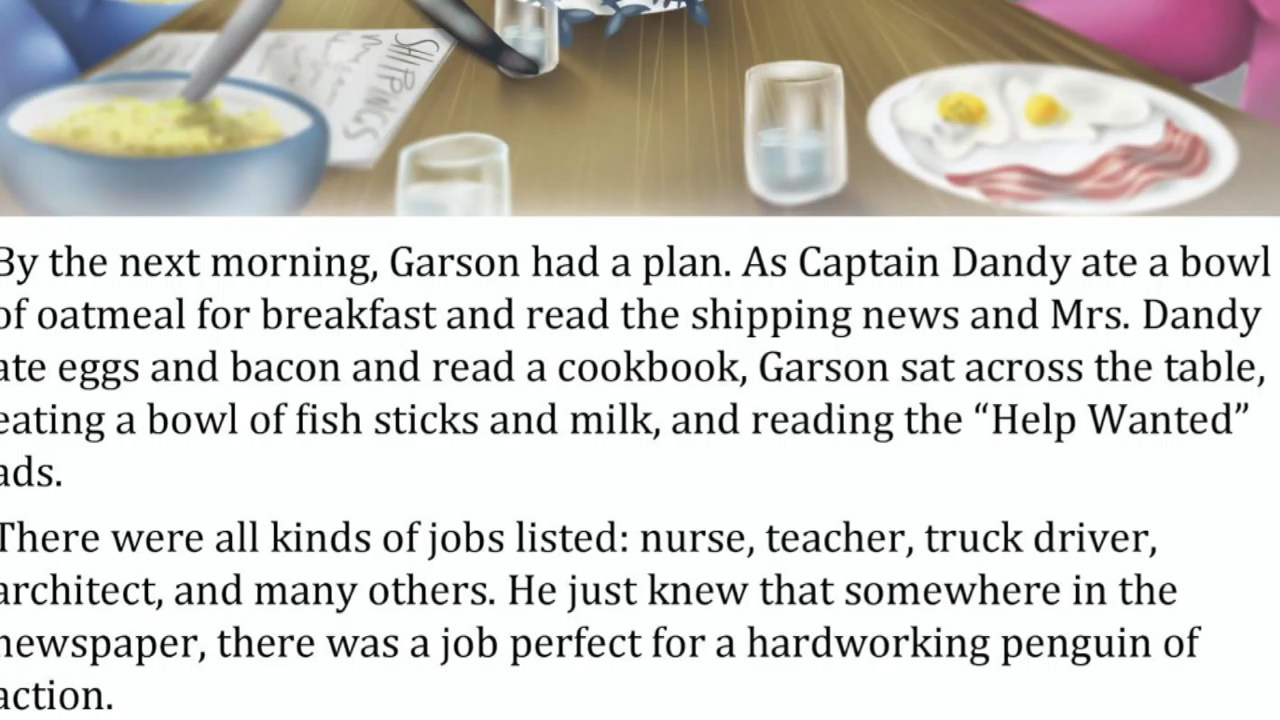 SHIPPINGS
By the next morning, Garson had a plan. As Captain Dandy ate a bowl
of oatmeal for breakfast and read the shipping news and Mrs. Dandy
ate eggs and bacon and read a cookbook, Garson sat across the table,
eating a bowl of fish sticks and milk, and reading the “Help Wanted”
ads.
There were all kinds of jobs listed: nurse, teacher, truck driver,
architect, and many others. He just knew that somewhere in the
newspaper, there was a job perfect for a hardworking penguin of
action.